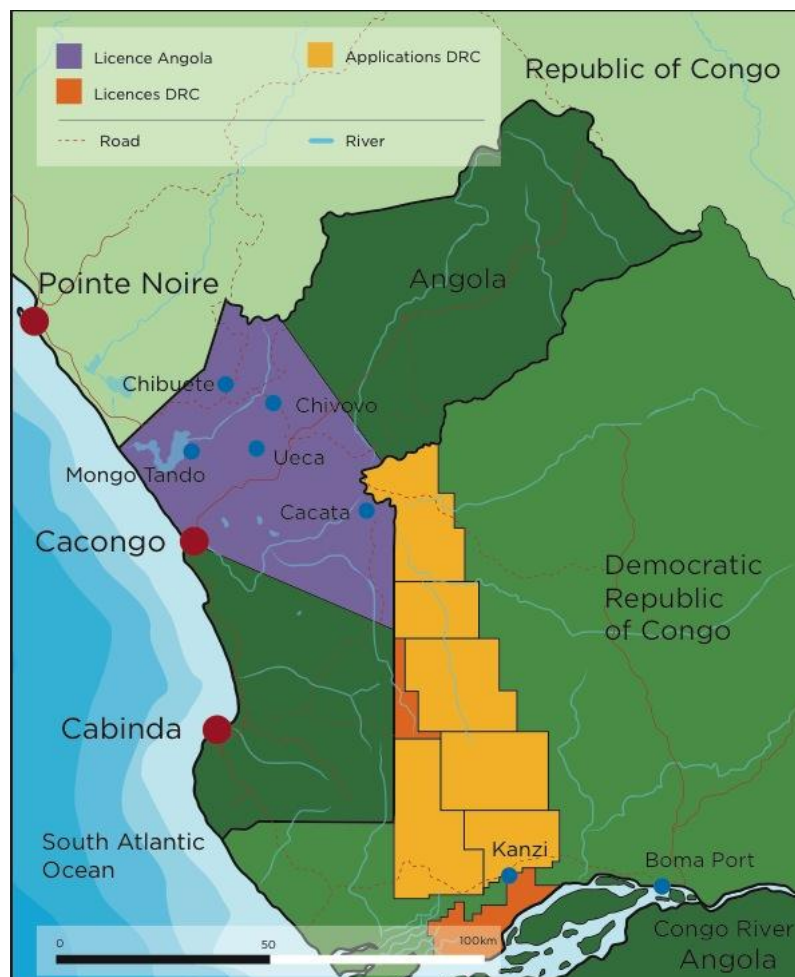 Licence Angola
Applications DRC
Licences DRC
Road
River
Republic of Congo
Angola
Pointe Noire
Chibuete
Chivovo
Ueca
Mongo Tando
Cacata
Cacongo
Democratic
Republic
of Congo
Cabinda
South Atlantic
Ocean
Kanzi
Boma Port
Congo River
Angola
0
50
100km